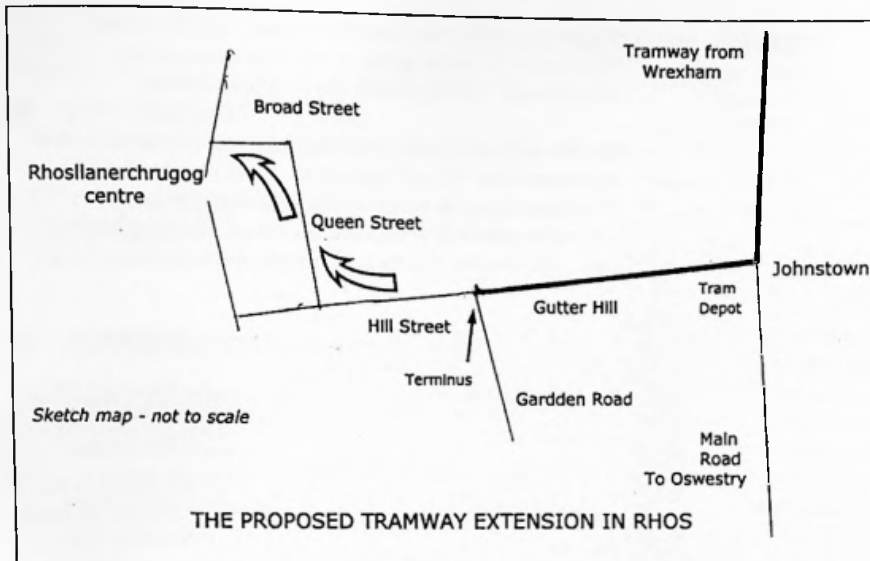 Tramway from
Wrexham
Broad Street
Rhosllanerchrugog
centre
Queen Street
Johnstown
Tram
Depot
Gutter Hill
Hill Street
Terminus
Gardden Road
Sketch map - not to scale
Main
Road
To Oswestry
THE PROPOSED TRAMWAY EXTENSION IN RHOS